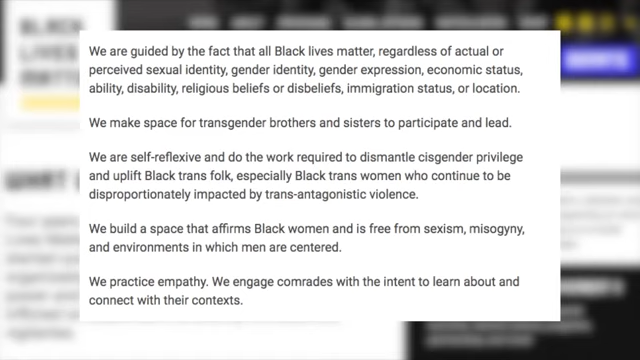 We are guided by the fact that all Black lives matter, regardless of actual or
perceived sexual identity, gender identity, gender expression, economic status,
ability, disability, religious beliefs or disbeliefs, immigration status, or location.
We make space for transgender brothers and sisters to participate and lead.
We are self-reflexive and do the work required to dismantle cisgender privilege
and uplift Black trans folk, especially Black trans women who continue to be
disproportionately impacted by trans-antagonistic violence.
We build a space that affirms Black women and is free from sexism, misogyny,
and environments in which men are centered.
We practice empathy. We engage comrades with the intent to learn about and
connect with their contexts.